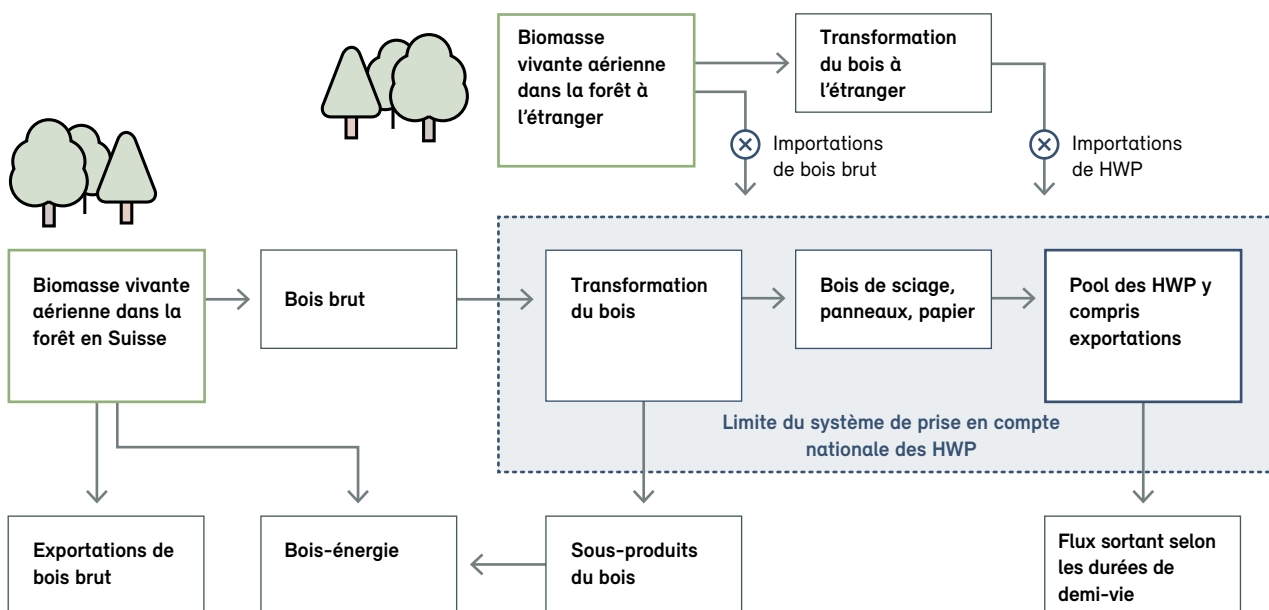 Biomasse
vivante aérienne
dans la forêt à
l’étranger
Transformation
du bois à
l’étranger
Importations
de bois brut
Importations
de HWP
Biomasse vivante
aérienne dans la
forêt en Suisse
Bois brut
Transformation
du bois
Bois de sciage,
panneaux, papier
Pool des HWP y
compris
exportations
Limite du système de prise en compte
nationale des HWP
Exportations de
bois brut
Bois-énergie
Sous-produits
du bois
Flux sortant selon
les durées de
demi-vie